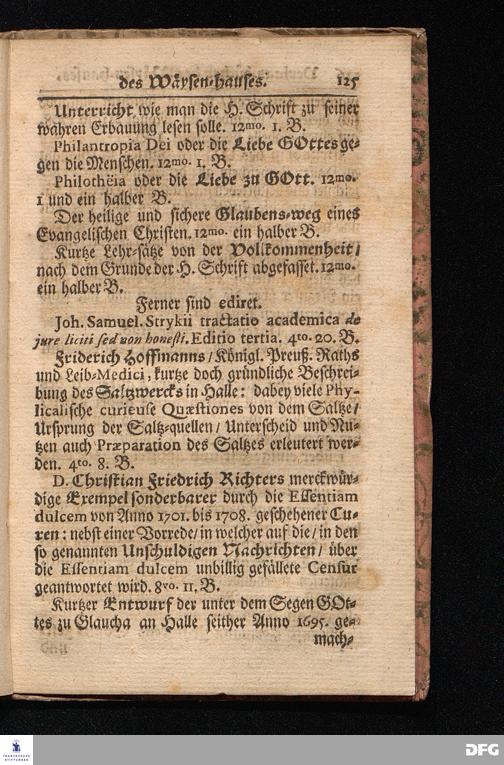 des Wäysen-hauses. 125
Unterricht wie man die H. Schrift zu seiner
wahren Erbauung lesen solle. 12mo. 1. B.
Philantropia Dei oder die Liebe GOttes ge-
gen die Menschen. 12mo. 1. B.
Philothëia oder die Liebe zu GOtt. 12mo.
1 und ein halber B.
Der heilige und sichere Glaubens-weg eines
Evangelischen Christen. 12mo. ein halber B.
Kurtze Lehr-sätze von der Vollkommenheit/
nach dem Grunde der H. Schrift abgefasset. 12mo.
ein halber B.
Ferner sind ediret.
Joh. Samuel. Strykii tractatio academica de
jure liciti sed non honesti. Editio tertia. 4to. 20. B.
Friderich Hoffmanns/ Königl. Preuß. Raths
und Leib-Medici, kurtze doch gründliche Beschrei-
bung des Saltzwercks in Halle: dabey viele Phy-
sicalische curieuse Quæstiones von dem Saltze/
Ursprung der Saltz-quellen/ Unterscheid und Nu-
tzen auch Præparation des Saltzes erleutert wer-
den. 4to. 8. B.
D. Christian Friedrich Richters merckwür-
dige Exempel sonderbarer durch die Essentiam
dulcem von Anno 1701. bis 1708. geschehener Cu-
ren: nebst einer Vorrede/ in welcher auf die/ in den
so genannten Unschuldigen Nachrichten/ über
die Essentiam dulcem unbillig gefällete Censur
geantwortet wird. 8vo. 11. B.
Kurtzer Entwurf der unter dem Segen GOt-
tes zu Glaucha an Halle seither Anno 1695. ge-
mach-
FRANCKESCHE
STIFTUNGEN
DFG